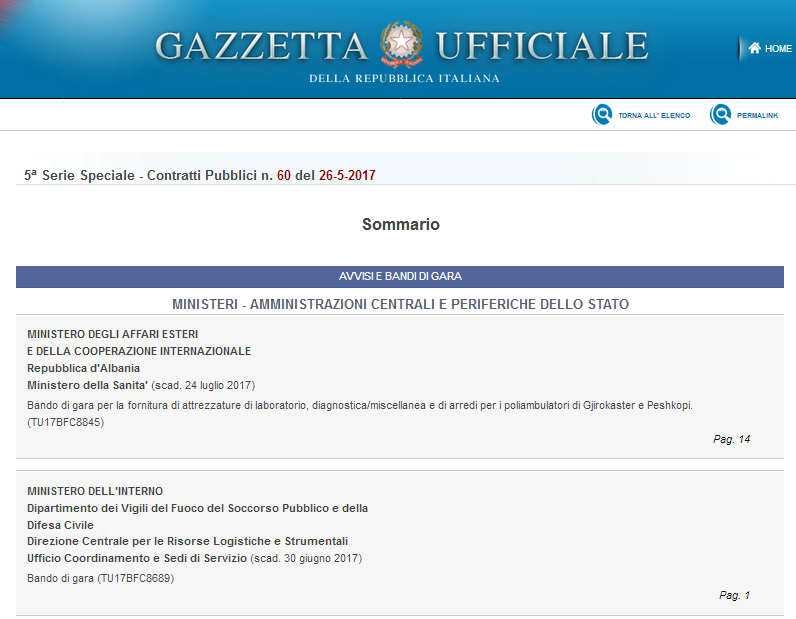 GAZZETTA UFFICIALE
DELLA REPUBBLICA ITALIANA
HOME
TORNA ALL' ELENCO
PERMALINK
5ª Serie Speciale - Contratti Pubblici n. 60 del 26-5-2017
Sommario
AVVISI E BANDI DI GARA
MINISTERI - AMMINISTRAZIONI CENTRALI E PERIFERICHE DELLO STATO
MINISTERO DEGLI AFFARI ESTERI
E DELLA COOPERAZIONE INTERNAZIONALE
Repubblica d'Albania
Ministero della Sanita' (scad. 24 luglio 2017)
Bando di gara per la fornitura di attrezzature di laboratorio, diagnostica/miscellanea e di arredi per i poliambulatori di Gjirokaster e Peshkopi.
(TU17BFC8845)
Pag. 14
MINISTERO DELL'INTERNO
Dipartimento dei Vigili del Fuoco del Soccorso Pubblico e della
Difesa Civile
Direzione Centrale per le Risorse Logistiche e Strumentali
Ufficio Coordinamento e Sedi di Servizio (scad. 30 giugno 2017)
Bando di gara (TU17BFC8689)
Pag. 1